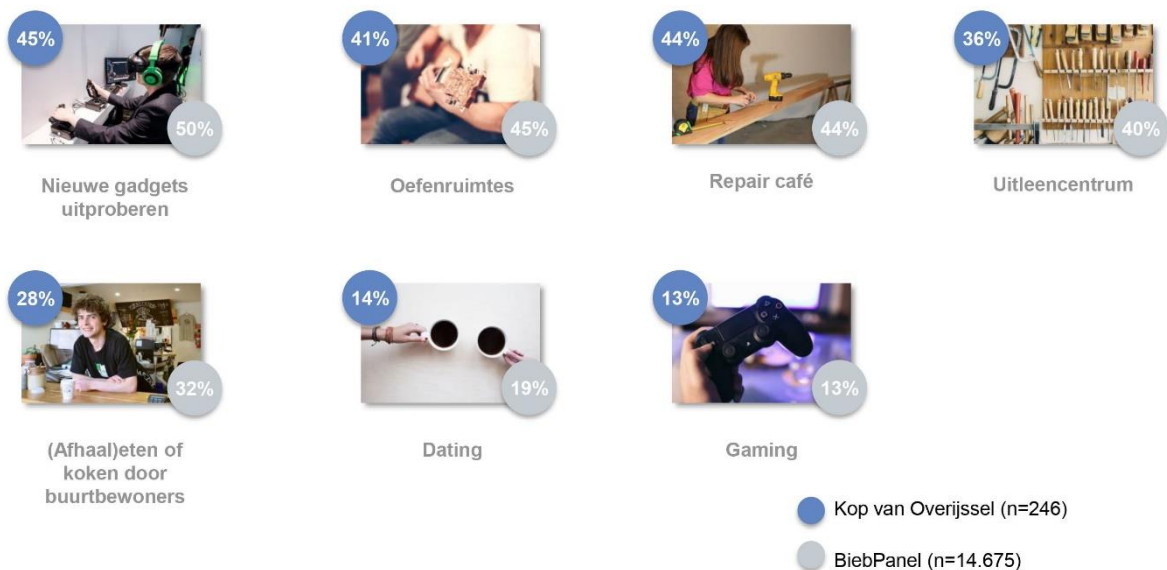 45%
50%
Nieuwe gadgets
uitproberen
41%
45%
Oefenruimtes
44%
44%
Repair café
36%
40%
Uitleencentrum
28%
32%
(Afhaal)eten of
koken door
buurtbewoners
14%
19%
Dating
13%
13%
Gaming
Kop van Overijssel (n=246)
BiebPanel (n=14.675)